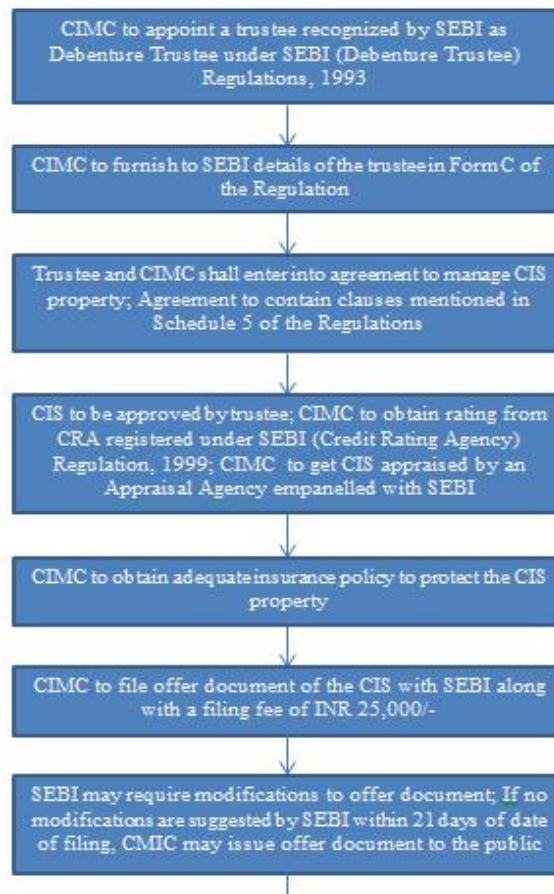 CIMC to appoint a trustee recognized by SEBI as
Debenture Trustee under SEBI (Debenture Trustee)
Regulations, 1993
CIMC to furnish to SEBI details of the trustee in Form C of
the Regulation
Trustee and CIMC shall enter into agreement to manage CIS
property; Agreement to contain clauses mentioned in
Schedule 5 of the Regulations
CIS to be approved by trustee; CIMC to obtain rating from
CRA registered under SEBI (Credit Rating Agency)
Regulation, 1999; CIMC to get CIS appraised by an
Appraisal Agency empanelled with SEBI
CIMC to obtain adequate insurance policy to protect the CIS
property
CIMC to file offer document of the CIS with SEBI along
with a filing fee of INR 25,000/-
SEBI may require modifications to offer document; If no
modifications are suggested by SEBI within 21 days of date
of filing, CMIC may issue offer document to the public